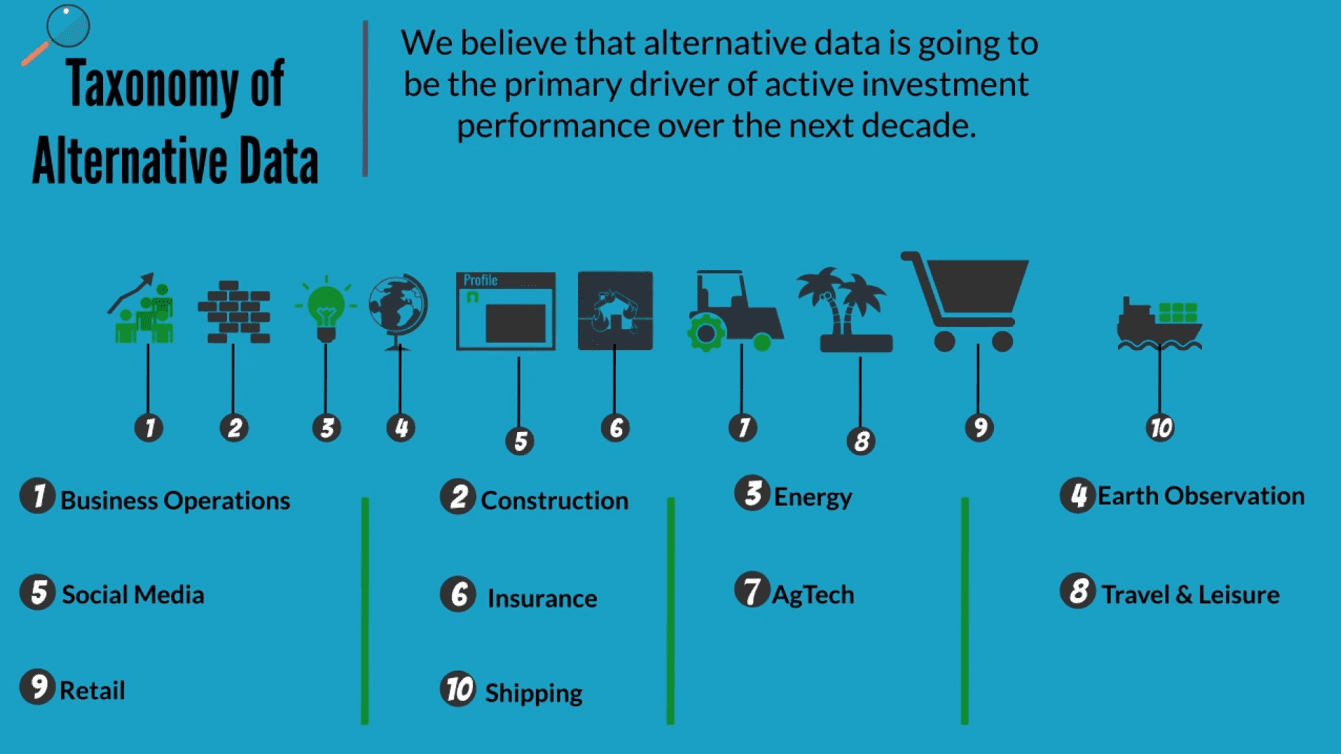 Taxonomy of
Alternative Data
We believe that alternative data is going to
be the primary driver of active investment
performance over the next decade.
Profile
1 2 3 4 5 6 7 8 9 10
1 Business Operations
2 Construction
3 Energy
4 Earth Observation
5 Social Media
6 Insurance
7 AgTech
8 Travel & Leisure
9 Retail
10 Shipping